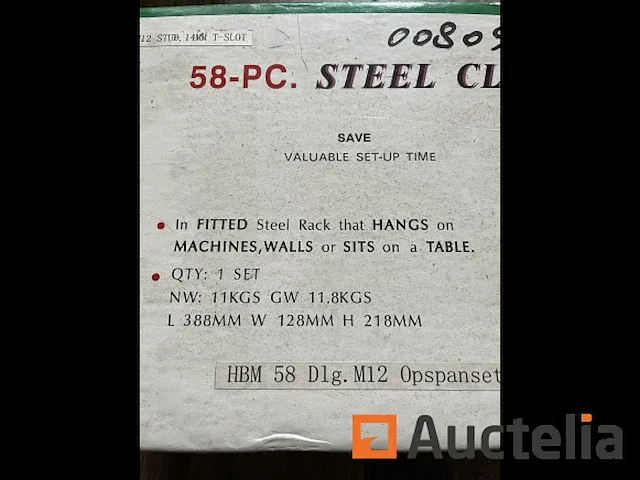 12 STUD, 14MM T-SLOT
00809
58-PC. STEEL CL
SAVE
VALUABLE SET-UP TIME
• In FITTED Steel Rack that HANGS on
MACHINES,WALLS or SITS on a TABLE.
• QTY: 1 SET
NW: 11KGS GW 11.8KGS
L 388MM W 128MM H 218MM
HBM 58 Dlg. M12 Opspanset
Auctelia